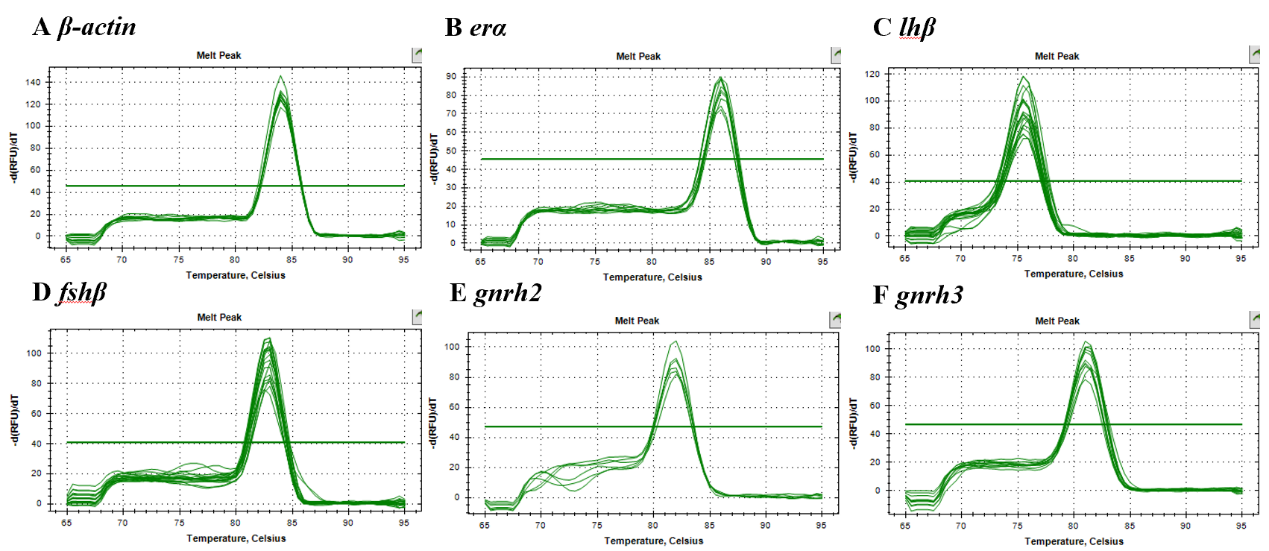 A β-actin
B erα
C lhβ
Melt Peak
Melt Peak
Melt Peak
-d(RFU)/dT
140
120
100
80
60
40
20
0
65 70 75 80 85 90 95
Temperature, Celsius
-d(RFU)/dT
90
80
70
60
50
40
30
20
10
0
65 70 75 80 85 90 95
Temperature, Celsius
-d(RFU)/dT
120
100
80
60
40
20
0
65 70 75 80 85 90 95
Temperature, Celsius
D fshβ
E gnrh2
F gnrh3
Melt Peak
Melt Peak
Melt Peak
-d(RFU)/dT
100
80
60
40
20
0
65 70 75 80 85 90 95
Temperature, Celsius
-d(RFU)/dT
100
80
60
40
20
0
65 70 75 80 85 90 95
Temperature, Celsius
-d(RFU)/dT
100
80
60
40
20
0
65 70 75 80 85 90 95
Temperature, Celsius